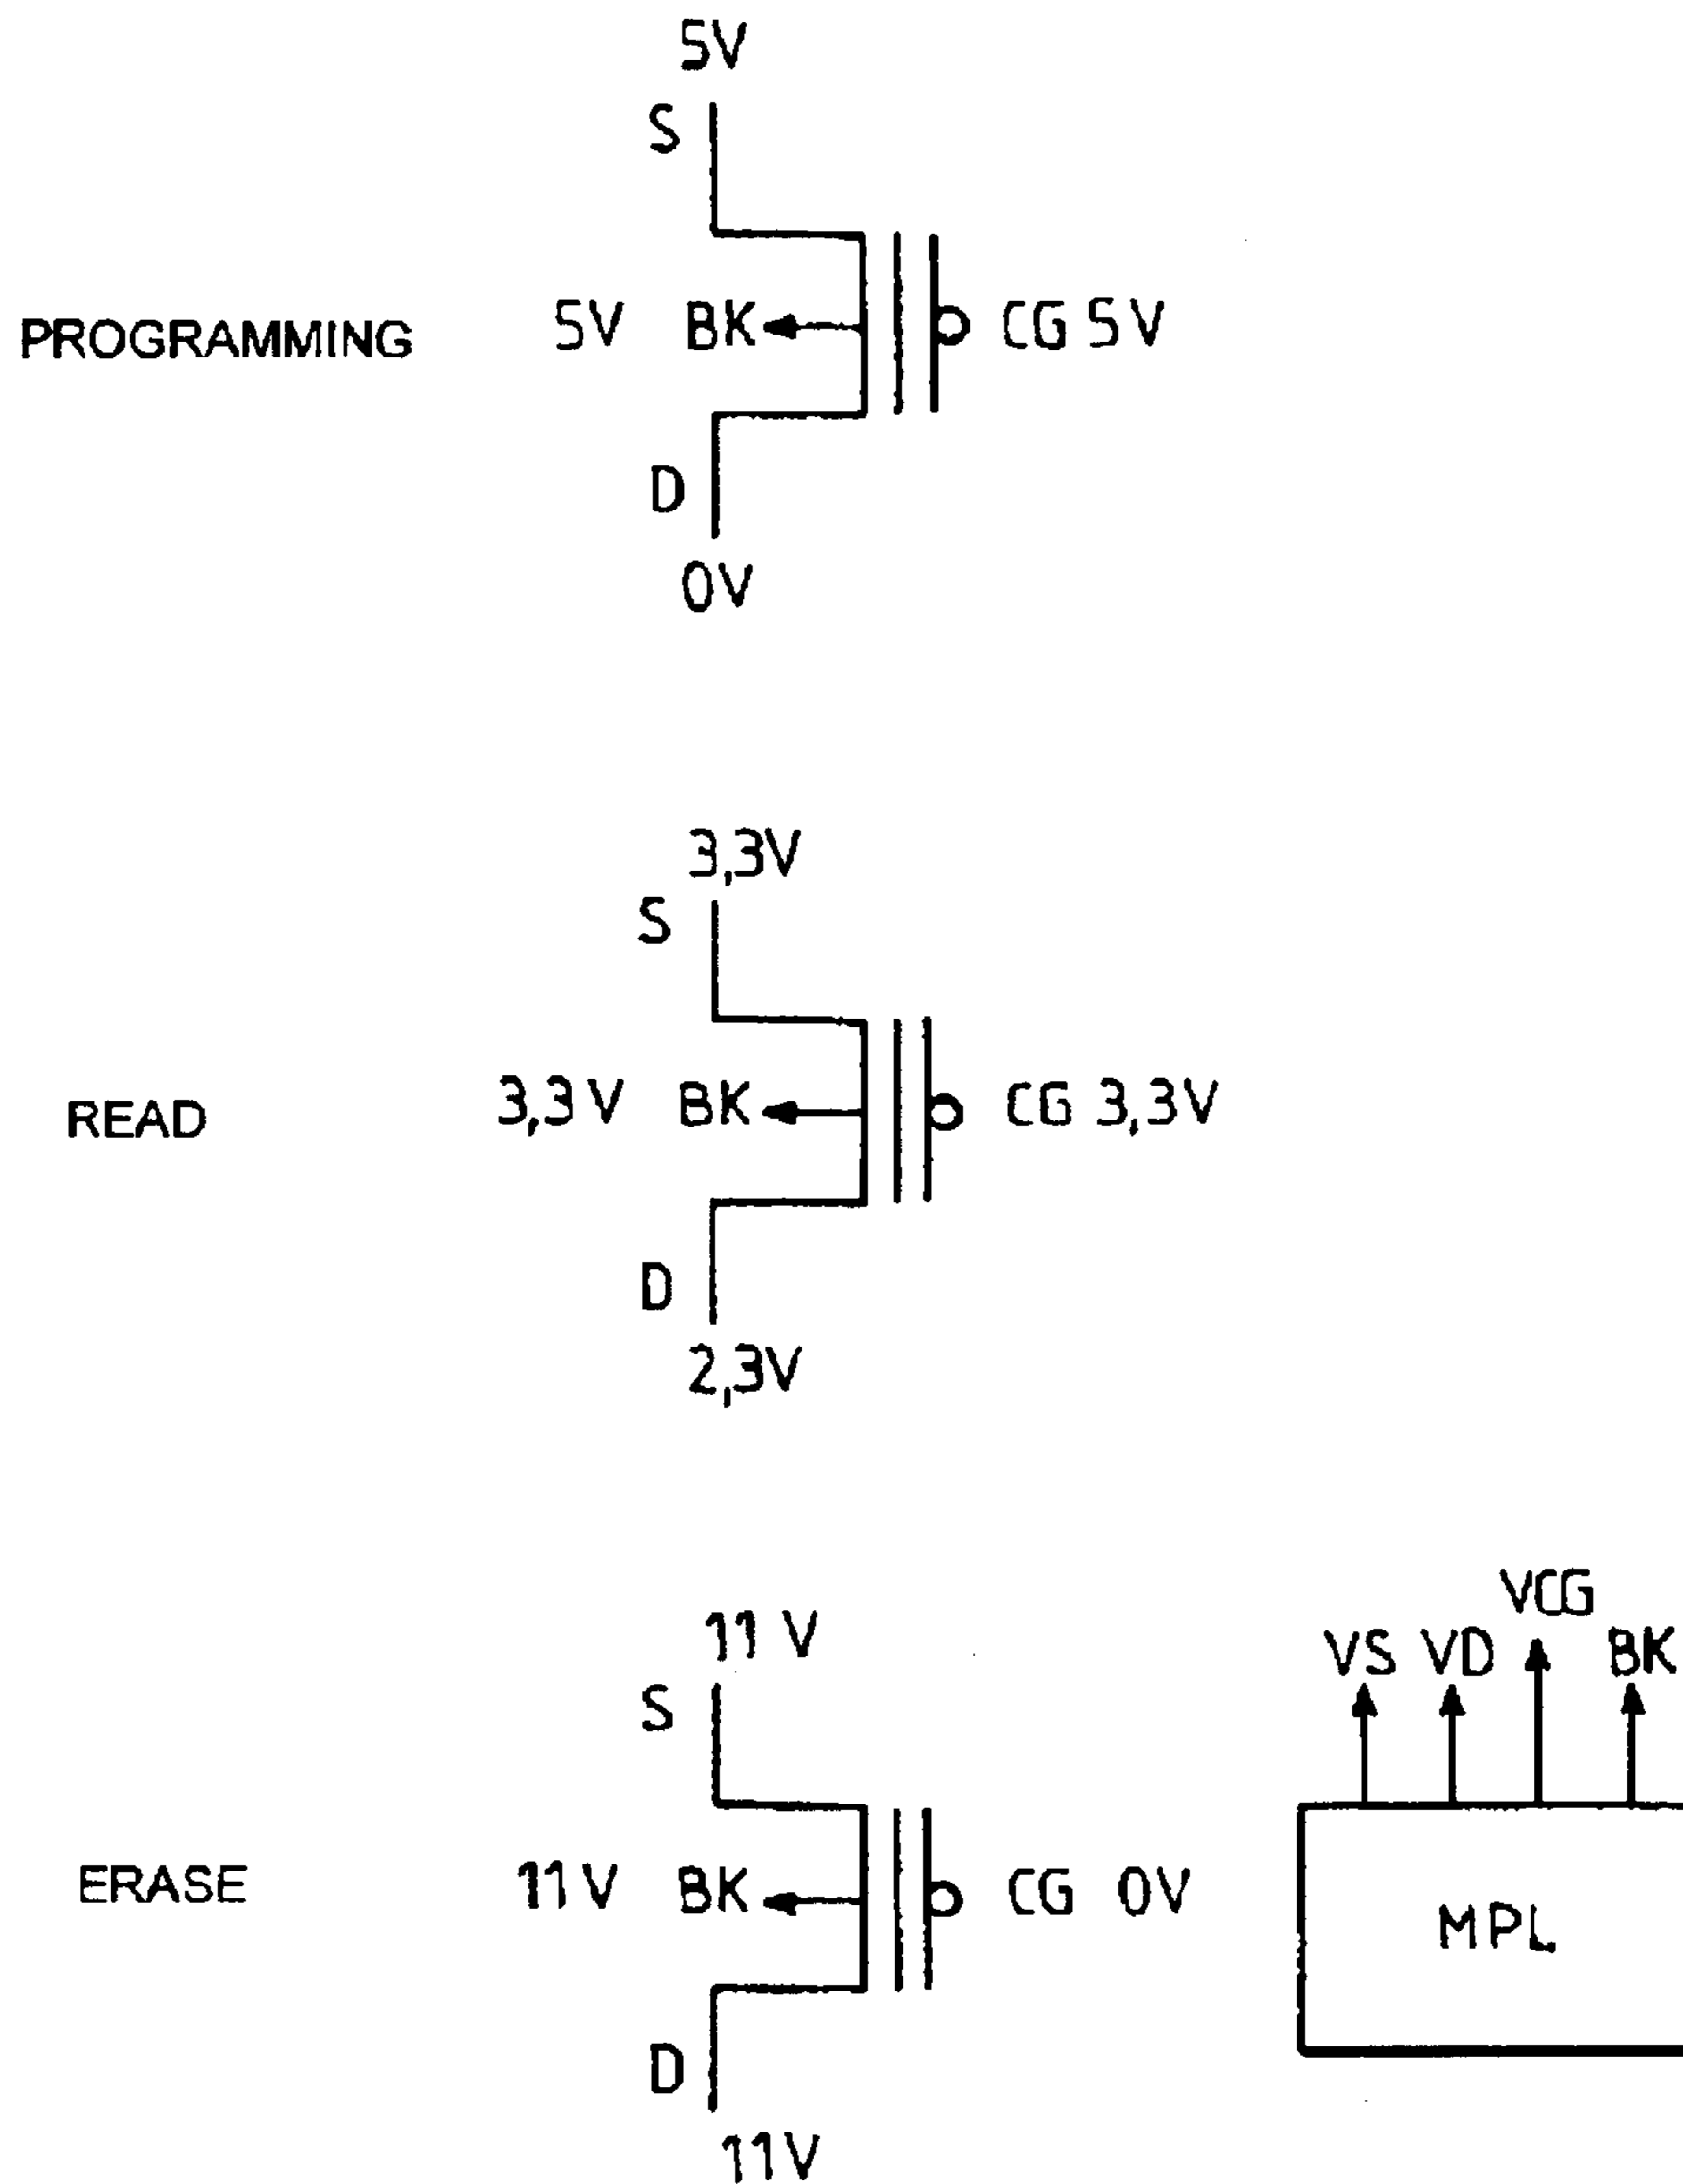 5V
S
PROGRAMMING 5V BK CG 5V
D
0V
3,3V
S
READ 3,3V BK CG 3,3V
D
2,3V
11 V
S
ERASE 11V BK CG 0V
D
11V
VCG
VS VD BK
MPL